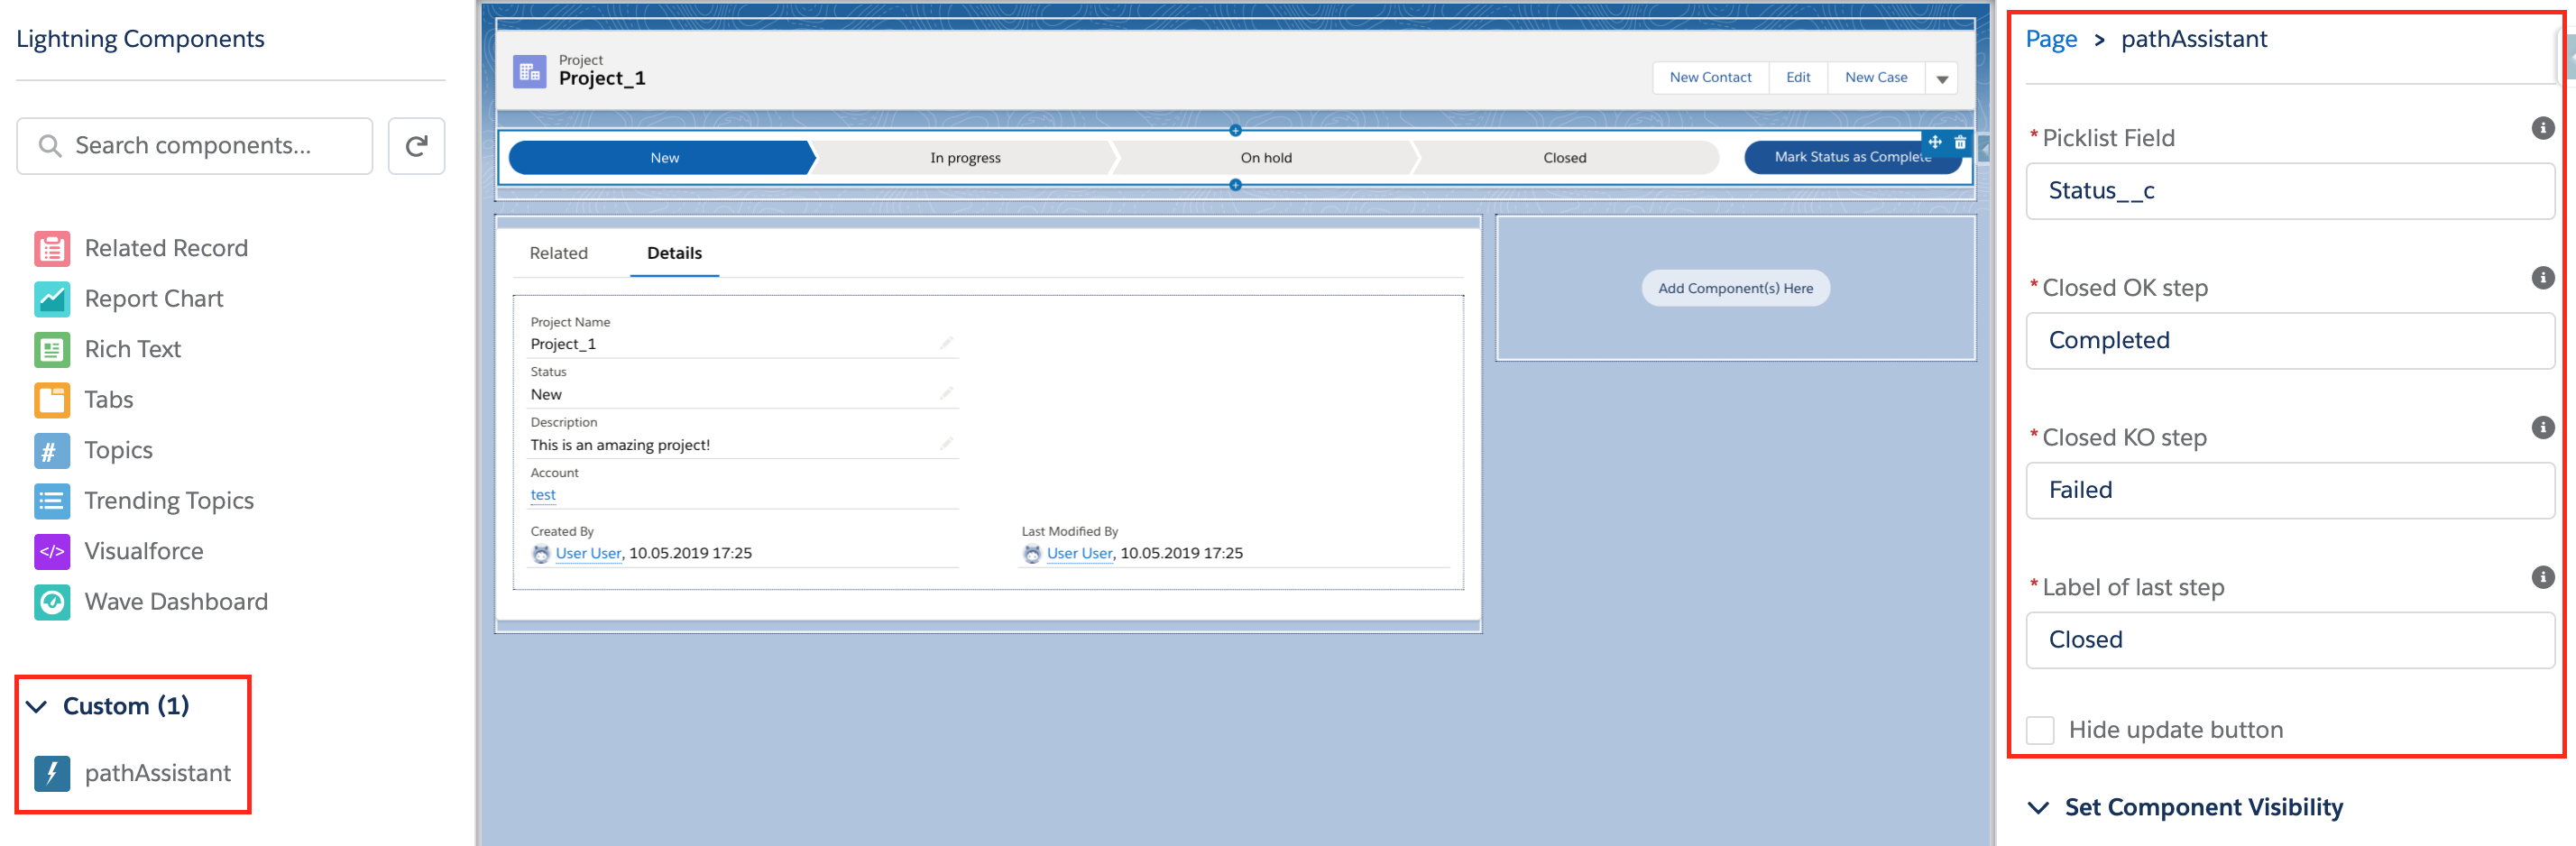 Lightning Components
Search components...
Related Record
Report Chart
Rich Text
Tabs
# Topics
Trending Topics
</> Visualforce
Wave Dashboard
Custom (1)
pathAssistant
Project
Project_1
New Contact Edit New Case
New In progress On hold Closed Mark Status as Complete
Related Details
Project Name
Project_1
Status
New
Description
This is an amazing project!
Account
test
Created By Last Modified By
User User, 10.05.2019 17:25 User User, 10.05.2019 17:25
Add Component(s) Here
Page > pathAssistant
*Picklist Field
Status__c
*Closed OK step
Completed
*Closed KO step
Failed
*Label of last step
Closed
Hide update button
Set Component Visibility